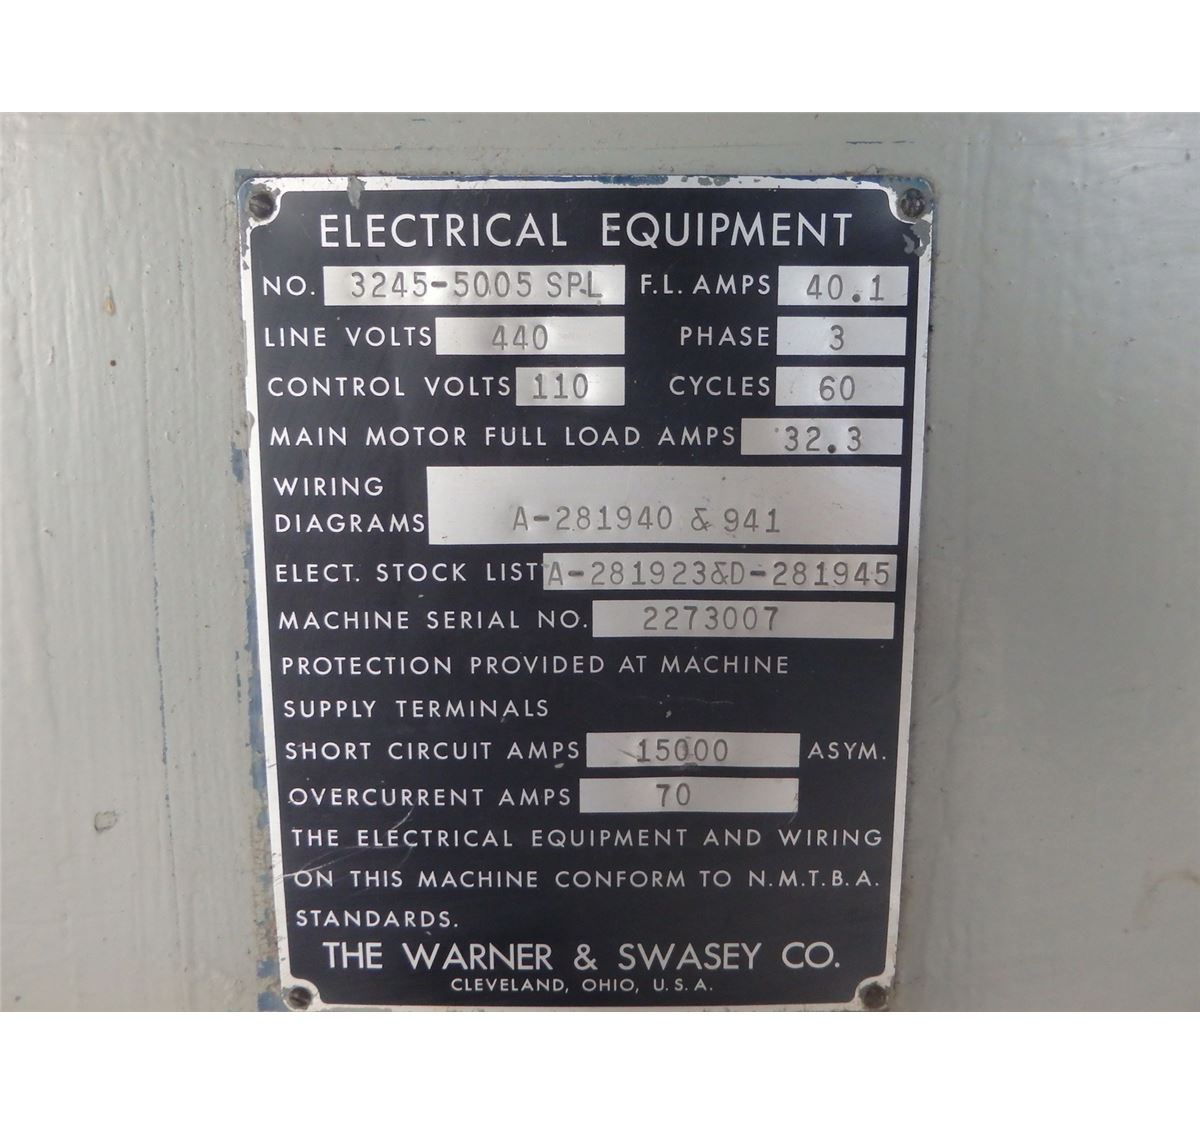 ELECTRICAL EQUIPMENT
NO. 3245-5005 SPL F.L. AMPS 40.1
LINE VOLTS 440 PHASE 3
CONTROL VOLTS 110 CYCLES 60
MAIN MOTOR FULL LOAD AMPS 32.3
WIRING
DIAGRAMS A-281940 & 941
ELECT. STOCK LIST A-281923&D-281945
MACHINE SERIAL NO. 2273007
PROTECTION PROVIDED AT MACHINE
SUPPLY TERMINALS
SHORT CIRCUIT AMPS 15000 ASYM.
OVERCURRENT AMPS 70
THE ELECTRICAL EQUIPMENT AND WIRING
ON THIS MACHINE CONFORM TO N.M.T.B.A.
STANDARDS.
THE WARNER & SWASEY CO.
CLEVELAND, OHIO, U.S.A.